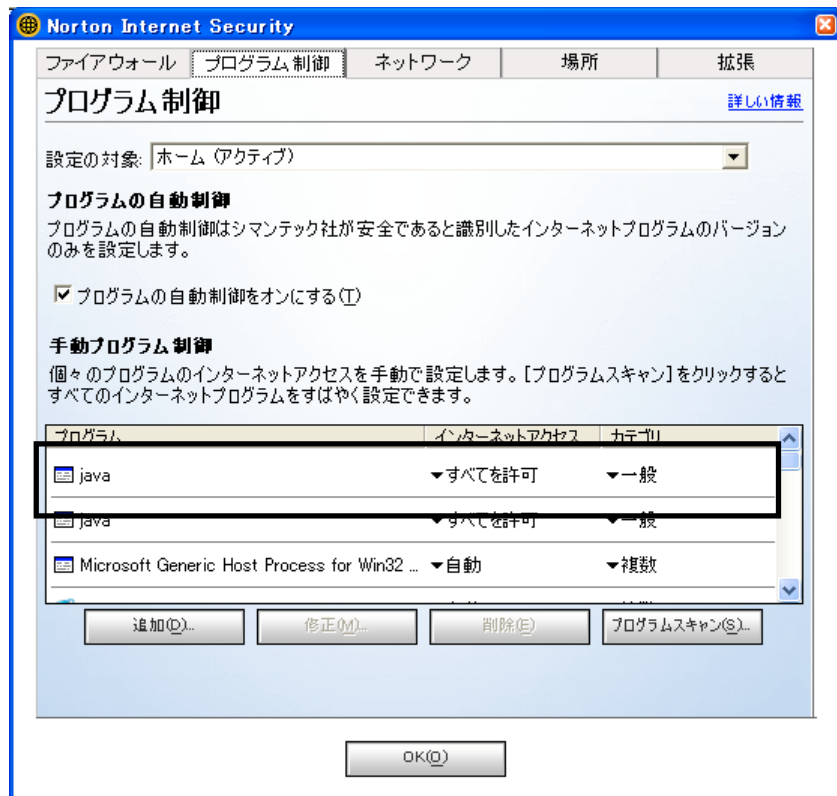 Norton Internet Security
ファイアウォール プログラム制御 ネットワーク 場所 拡張
プログラム制御 詳しい情報
設定の対象: ホーム (アクティブ)
プログラムの自動制御
プログラムの自動制御はシマンテック社が安全であると識別したインターネットプログラムのバージョン
のみを設定します。
プログラムの自動制御をオンにする(T)
手動プログラム制御
個々のプログラムのインターネットアクセスを手動で設定します。[プログラムスキャン]をクリックすると
すべてのインターネットプログラムをすばやく設定できます。
プログラム インターネットアクセス カテゴリ
java すべてを許可 一般
java すべてを許可 一般
Microsoft Generic Host Process for Win32 ... 自動 複数
追加(D)... 修正(M)... 削除(E) プログラムスキャン(S)...
OK(O)